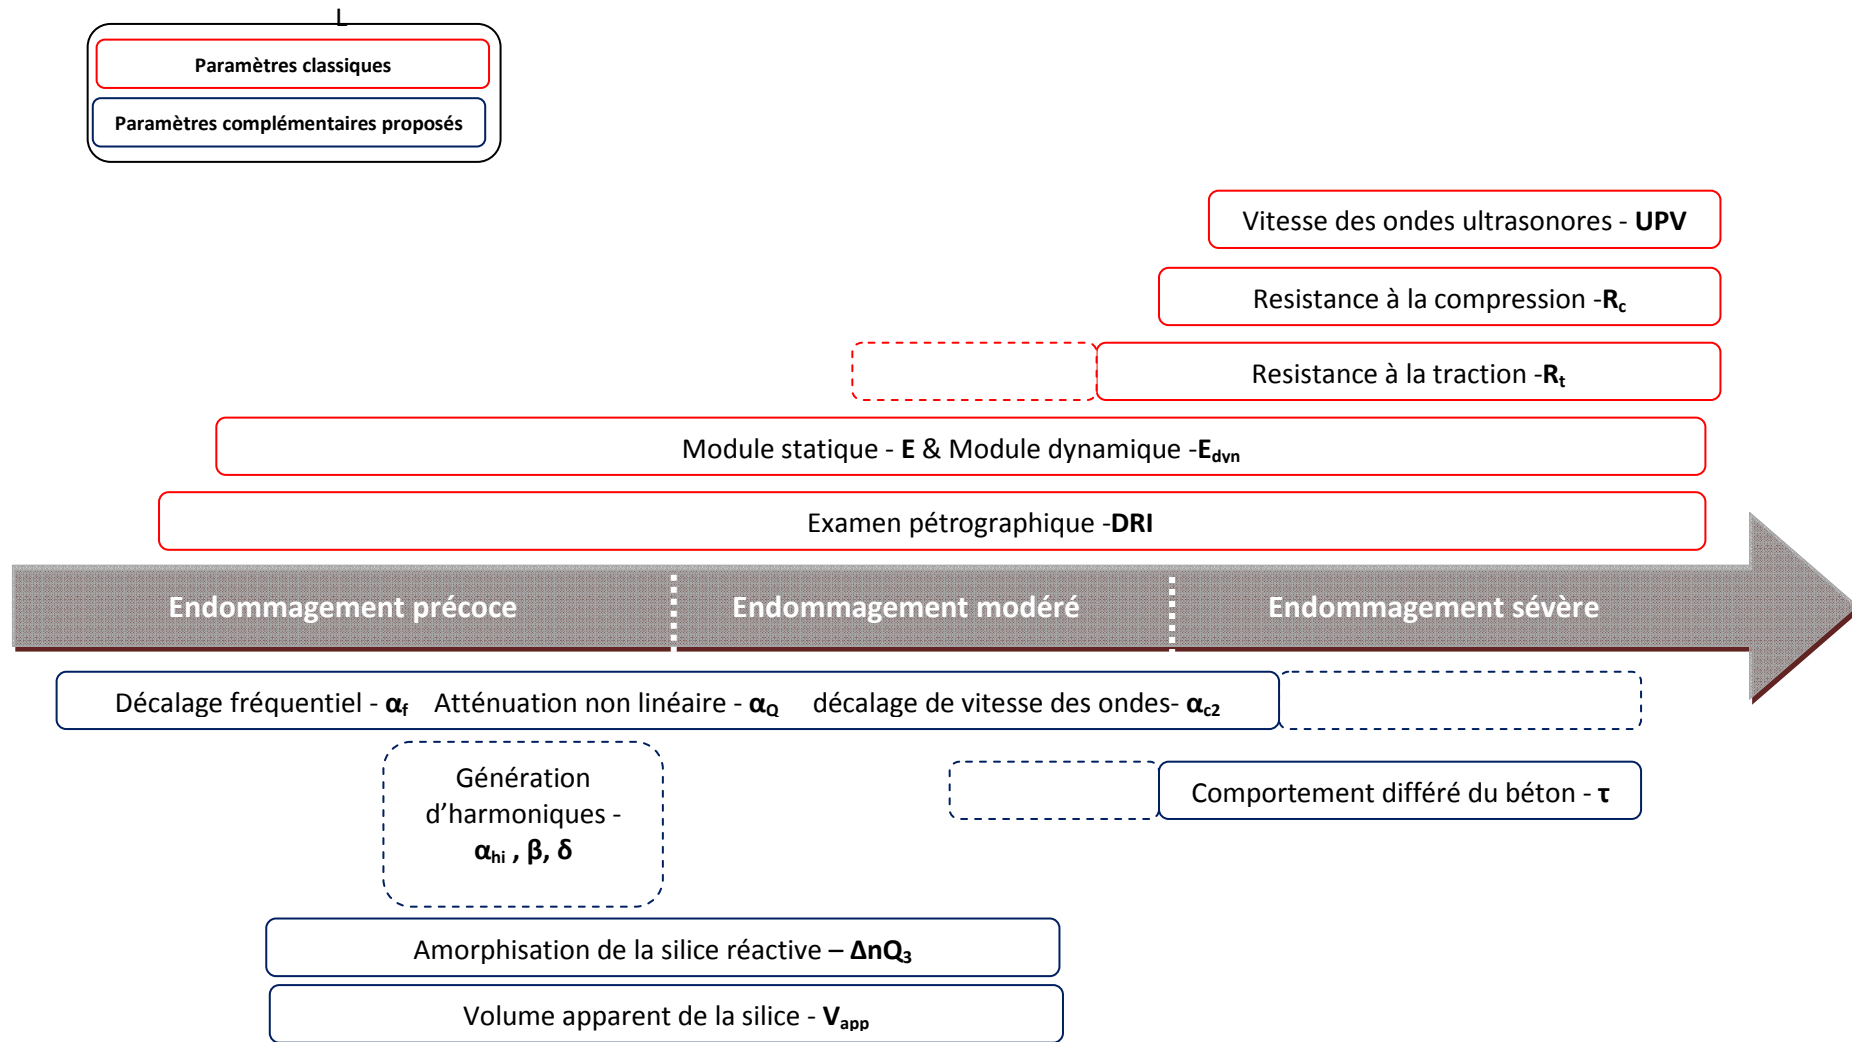 L
Paramètres classiques
Paramètres complémentaires proposés
Vitesse des ondes ultrasonores - UPV
Resistance à la compression -Rc
Resistance à la traction -Rt
Module statique - E & Module dynamique -Edyn
Examen pétrographique -DRI
Endommagement précoce
Endommagement modéré
Endommagement sévère
Décalage fréquentiel - αf Atténuation non linéaire - αQ décalage de vitesse des ondes- αc2
Génération
d'harmoniques -
αhi , β, δ
Comportement différé du béton - τ
Amorphisation de la silice réactive – ΔnQ3
Volume apparent de la silice - Vapp